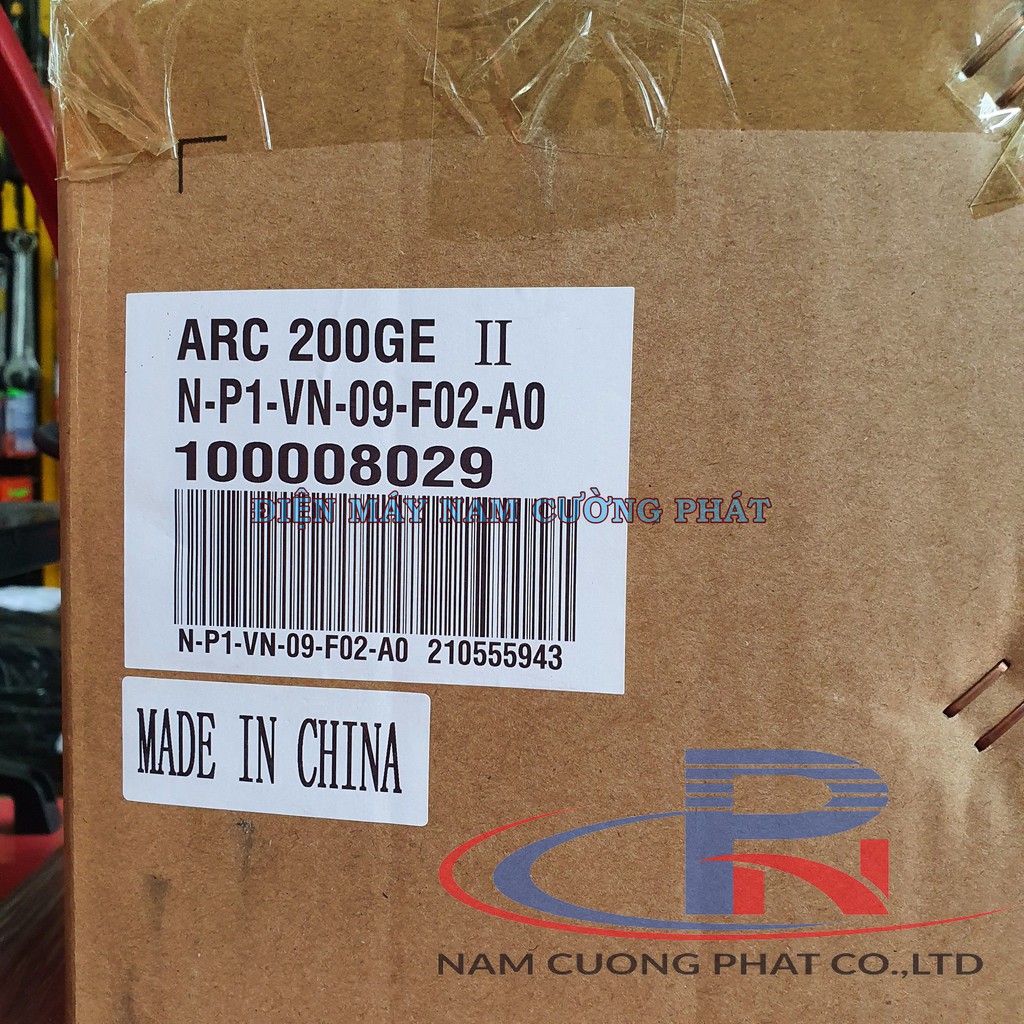 ARC 200GE II
N-P1-VN-09-F02-A0
100008029
ĐIỆN MÁY NAM CƯỜNG PHÁT
N-P1-VN-09-F02-A0 210555943
MADE IN CHINA
NAM CUONG PHAT CO.,LTD